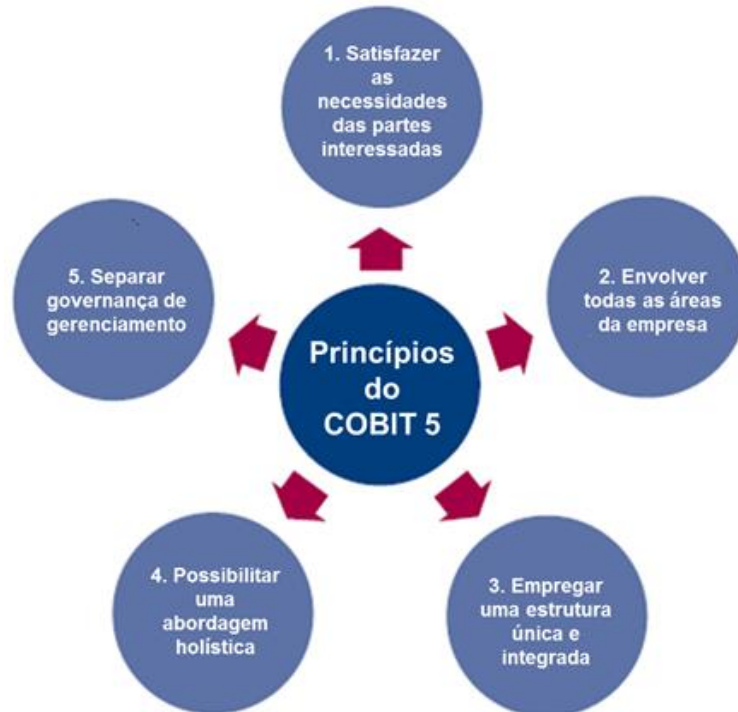 1. Satisfazer
as
necessidades
das partes
interessadas
2. Envolver
todas as áreas
da empresa
3. Empregar
uma estrutura
única e
integrada
4. Possibilitar
uma
abordagem
holística
5. Separar
governança de
gerenciamento
Princípios
do
COBIT 5